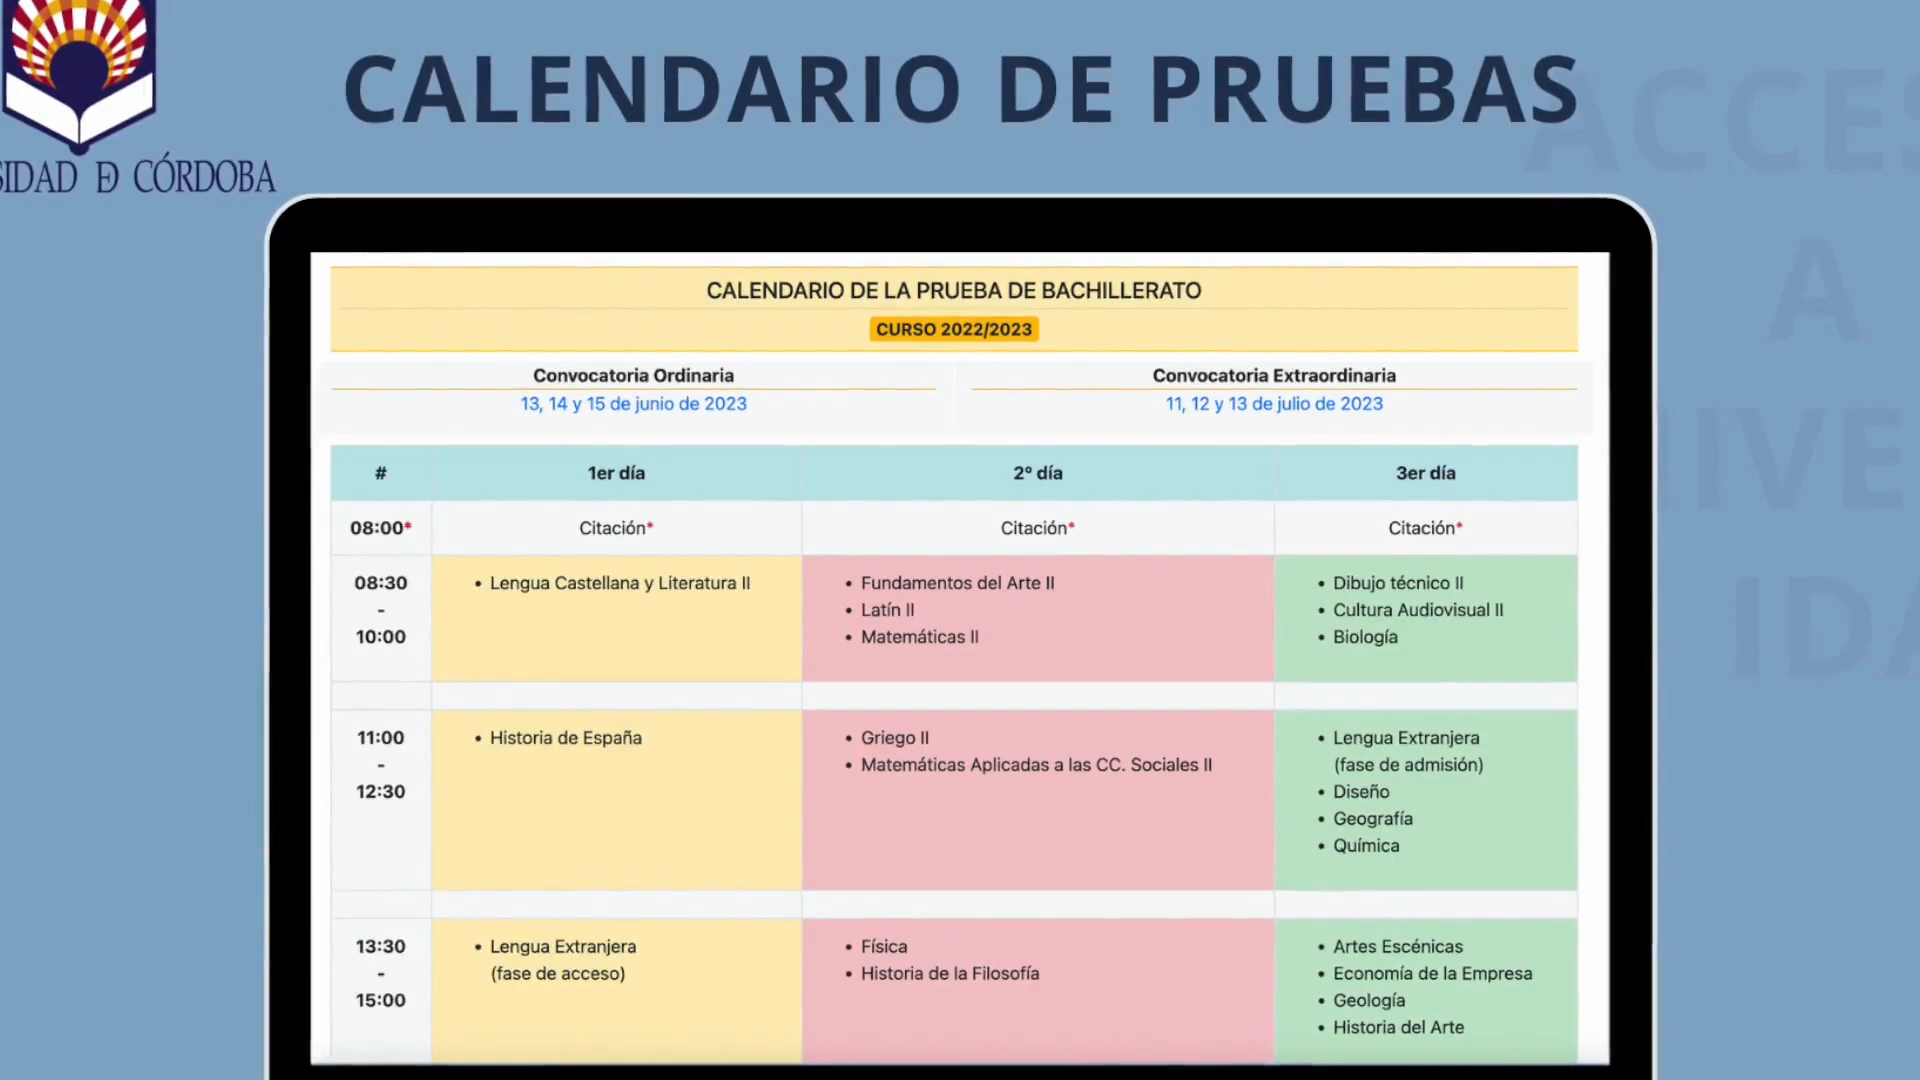 CALENDARIO DE PRUEBAS
DE CÓRDOBA
CALENDARIO DE LA PRUEBA DE BACHILLERATO
CURSO 2022/2023
Convocatoria Ordinaria
13, 14 y 15 de junio de 2023
Convocatoria Extraordinaria
11, 12 y 13 de julio de 2023
# 1er día 2º día 3er día
08:00* Citación* Citación* Citación*
08:30
-
10:00
• Lengua Castellana y Literatura II
• Fundamentos del Arte II
• Latín II
• Matemáticas II
• Dibujo técnico II
• Cultura Audiovisual II
• Biología
11:00
-
12:30
• Historia de España
• Griego II
• Matemáticas Aplicadas a las CC. Sociales II
• Lengua Extranjera
(fase de admisión)
• Diseño
• Geografía
• Química
13:30
-
15:00
• Lengua Extranjera
(fase de acceso)
• Física
• Historia de la Filosofía
• Artes Escénicas
• Economía de la Empresa
• Geología
• Historia del Arte
A